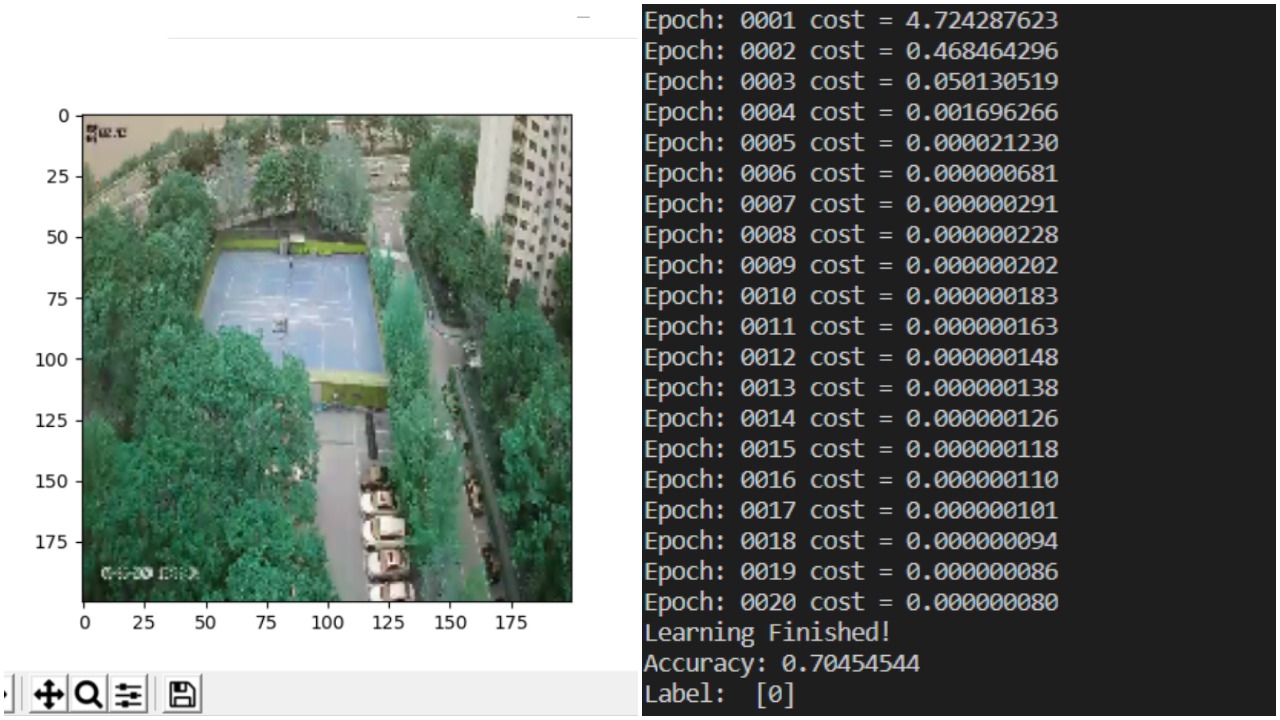 0
25
50
75
100
125
150
175
0 25 50 75 100 125 150 175
Epoch: 0001 cost = 4.724287623
Epoch: 0002 cost = 0.468464296
Epoch: 0003 cost = 0.050130519
Epoch: 0004 cost = 0.001696266
Epoch: 0005 cost = 0.000021230
Epoch: 0006 cost = 0.000000681
Epoch: 0007 cost = 0.000000291
Epoch: 0008 cost = 0.000000228
Epoch: 0009 cost = 0.000000202
Epoch: 0010 cost = 0.000000183
Epoch: 0011 cost = 0.000000163
Epoch: 0012 cost = 0.000000148
Epoch: 0013 cost = 0.000000138
Epoch: 0014 cost = 0.000000126
Epoch: 0015 cost = 0.000000118
Epoch: 0016 cost = 0.000000110
Epoch: 0017 cost = 0.000000101
Epoch: 0018 cost = 0.000000094
Epoch: 0019 cost = 0.000000086
Epoch: 0020 cost = 0.000000080
Learning Finished!
Accuracy: 0.70454544
Label:  [0]